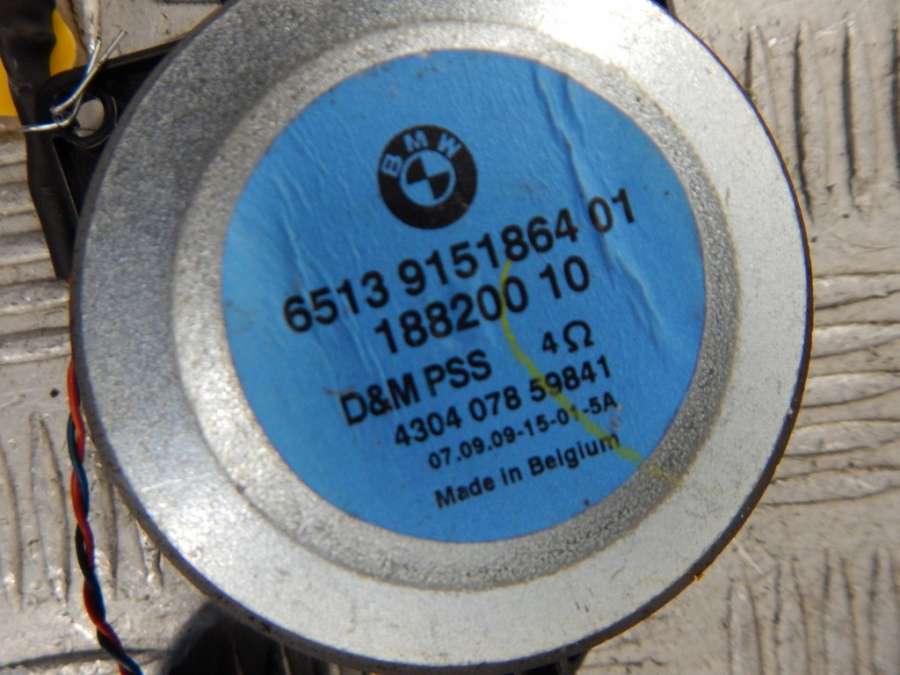 BMW
6513 9151864 01
188200 10
D&M PSS 4Ω
4304 078 59841
07.09.09-15-01-5A
Made in Belgium